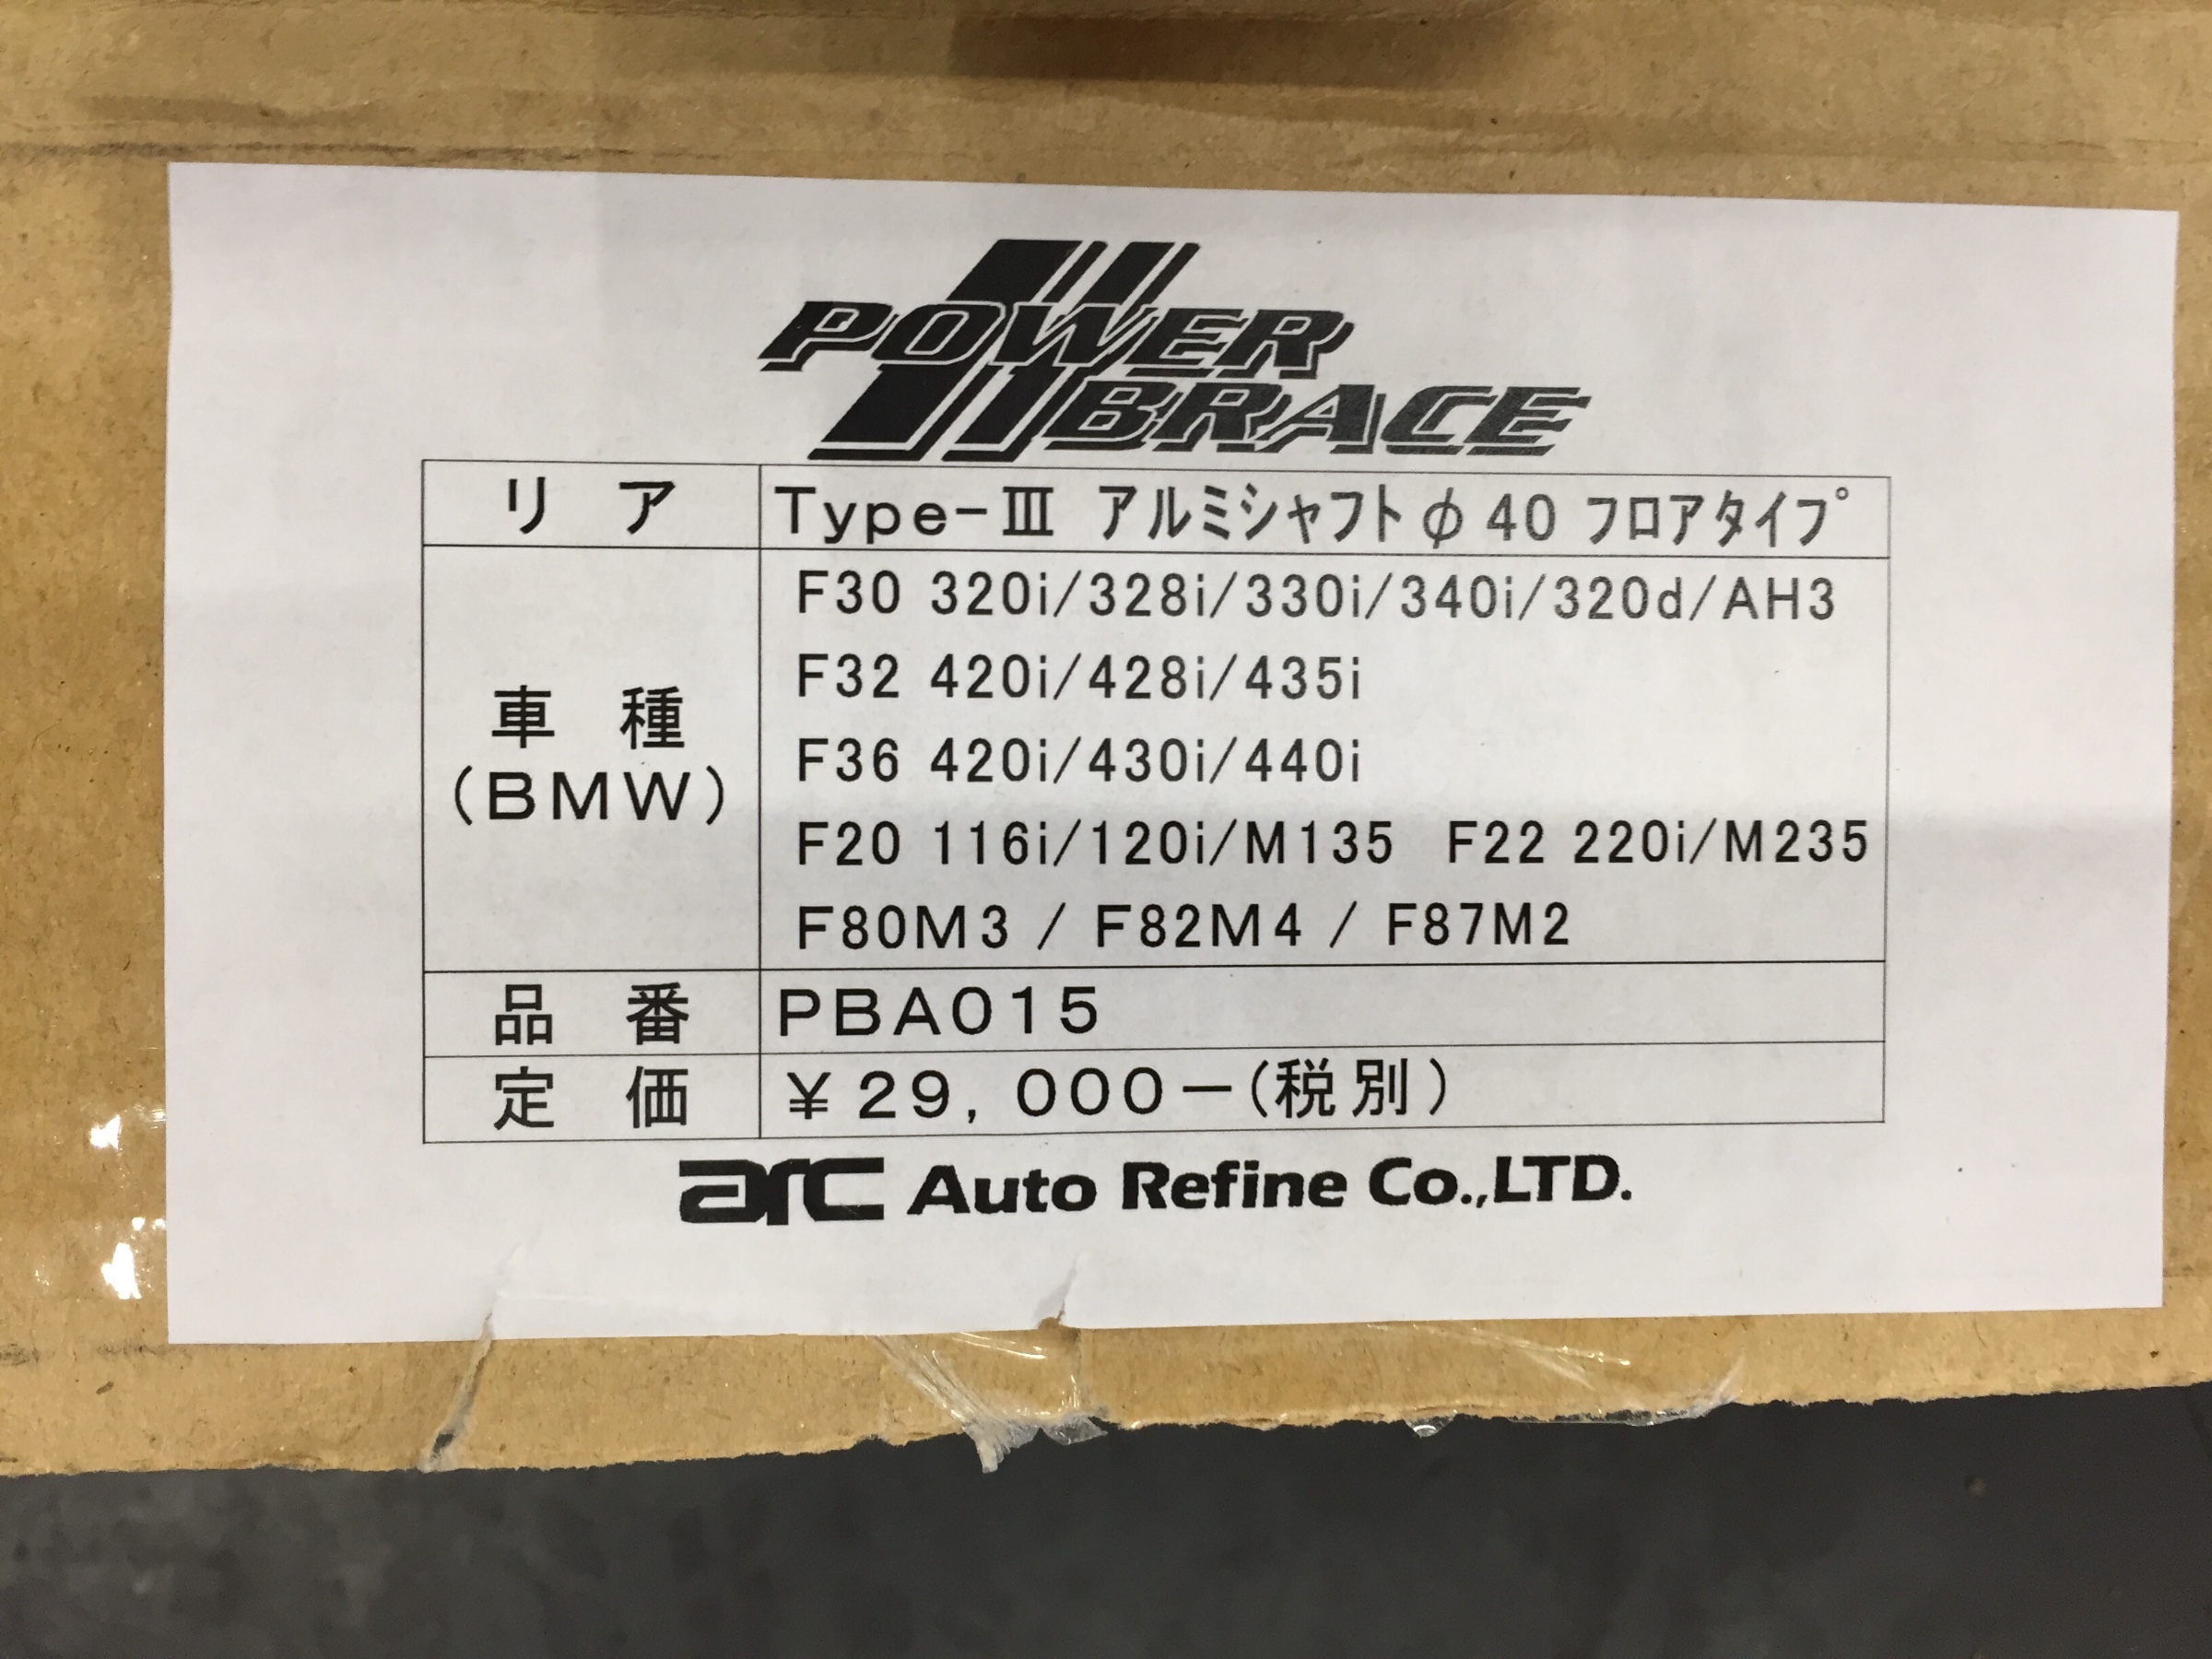 POWER
BRACE
リア Type-Ⅲ アルミシャフトφ40 フロアタイプ
車種
(BMW)
F30 320i/328i/330i/340i/320d/AH3
F32 420i/428i/435i
F36 420i/430i/440i
F20 116i/120i/M135 F22 220i/M235
F80M3 / F82M4 / F87M2
品番 PBA015
定価 ¥29,000-(税別)
arc Auto Refine Co.,LTD.